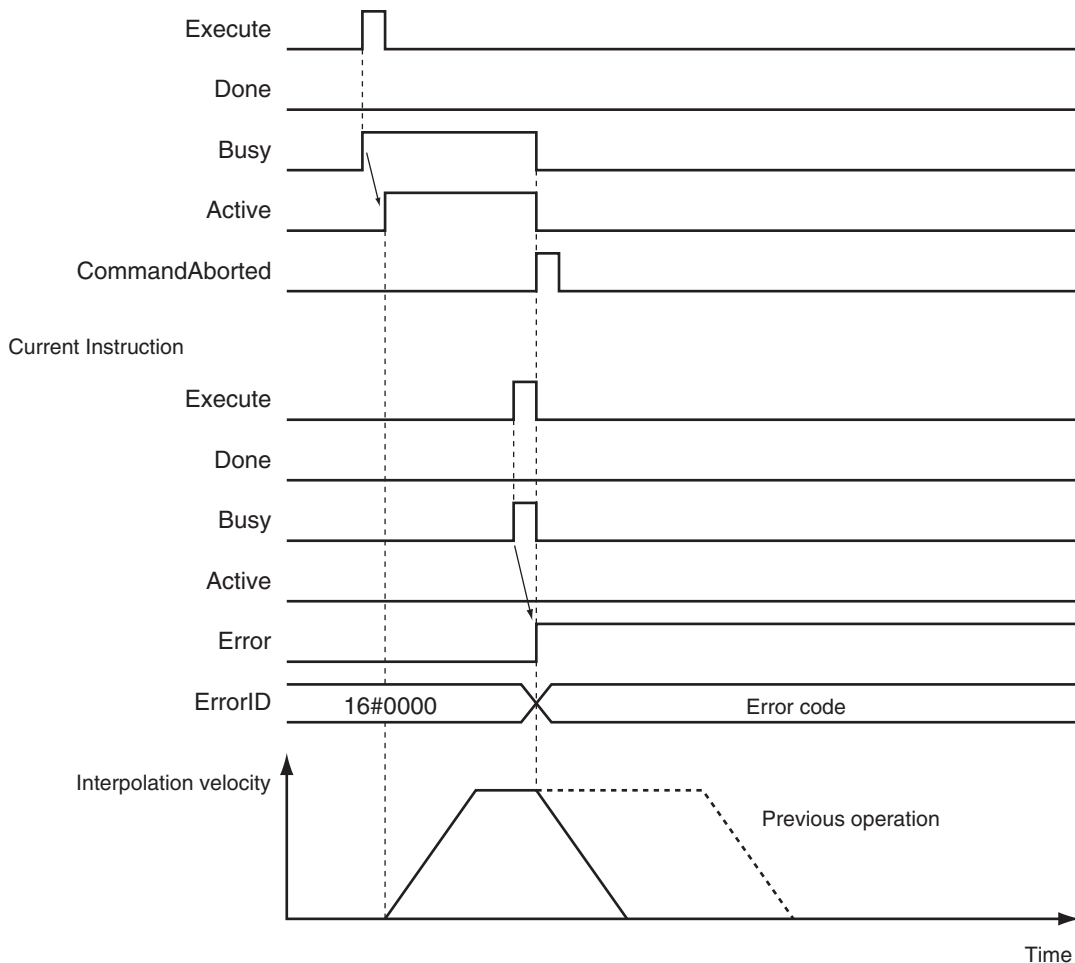 Execute
Done
Busy
Active
CommandAborted
Current Instruction
Execute
Done
Busy
Active
Error
ErrorID
16#0000
Error code
Interpolation velocity
Previous operation
Time